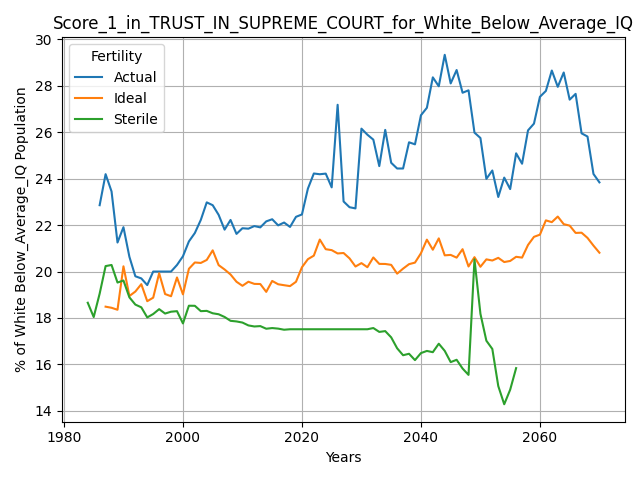 Score_1_in_TRUST_IN_SUPREME_COURT_for_White_Below_Average_IQ
30
28
26
24
22
20
18
16
14
% of White Below_Average_IQ Population
Fertility
Actual
Ideal
Sterile
1980 2000 2020 2040 2060
Years